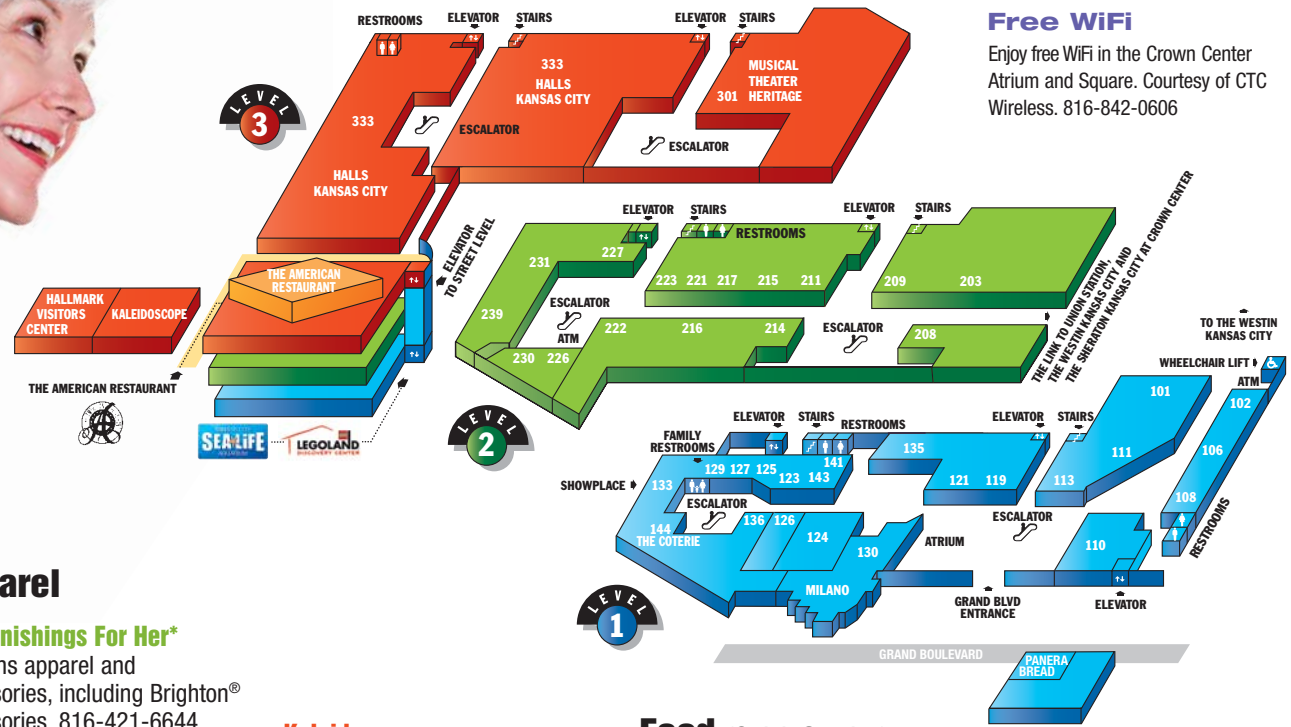 Free WiFi
Enjoy free WiFi in the Crown Center
Atrium and Square. Courtesy of CTC
Wireless. 816-842-0606
RESTROOMS
ELEVATOR
STAIRS
ELEVATOR
STAIRS
LEVEL
3
333
HALLS
KANSAS CITY
333
HALLS
KANSAS CITY
ESCALATOR
301
MUSICAL
THEATER
HERITAGE
ESCALATOR
ELEVATOR
TO STREET LEVEL
THE AMERICAN
RESTAURANT
HALLMARK
VISITORS
CENTER
KALEIDOSCOPE
THE AMERICAN RESTAURANT
SEA LIFE
LEGOLAND
DISCOVERY CENTER
ELEVATOR
STAIRS
RESTROOMS
ELEVATOR
STAIRS
LEVEL
2
227
231
239
230
226
ESCALATOR
ATM
223
221
217
215
211
222
216
214
ESCALATOR
209
203
208
THE LINK TO UNION STATION,
THE WESTIN KANSAS CITY AND
THE SHERATON KANSAS CITY AT CROWN CENTER
TO THE WESTIN
KANSAS CITY
WHEELCHAIR LIFT
ATM
LEVEL
1
ELEVATOR
STAIRS
RESTROOMS
ELEVATOR
STAIRS
FAMILY
RESTROOMS
SHOWPLACE
133
129
127
125
123
143
141
135
121
119
101
111
113
102
106
108
RESTROOMS
ESCALATOR
144
THE COTERIE
136
126
124
130
MILANO
ATRIUM
ESCALATOR
110
GRAND BLVD
ENTRANCE
ELEVATOR
GRAND BOULEVARD
PANERA
BREAD
arel
nishings For Her*
ns apparel and
sories, including Brighton®
sories. 816-421-6644